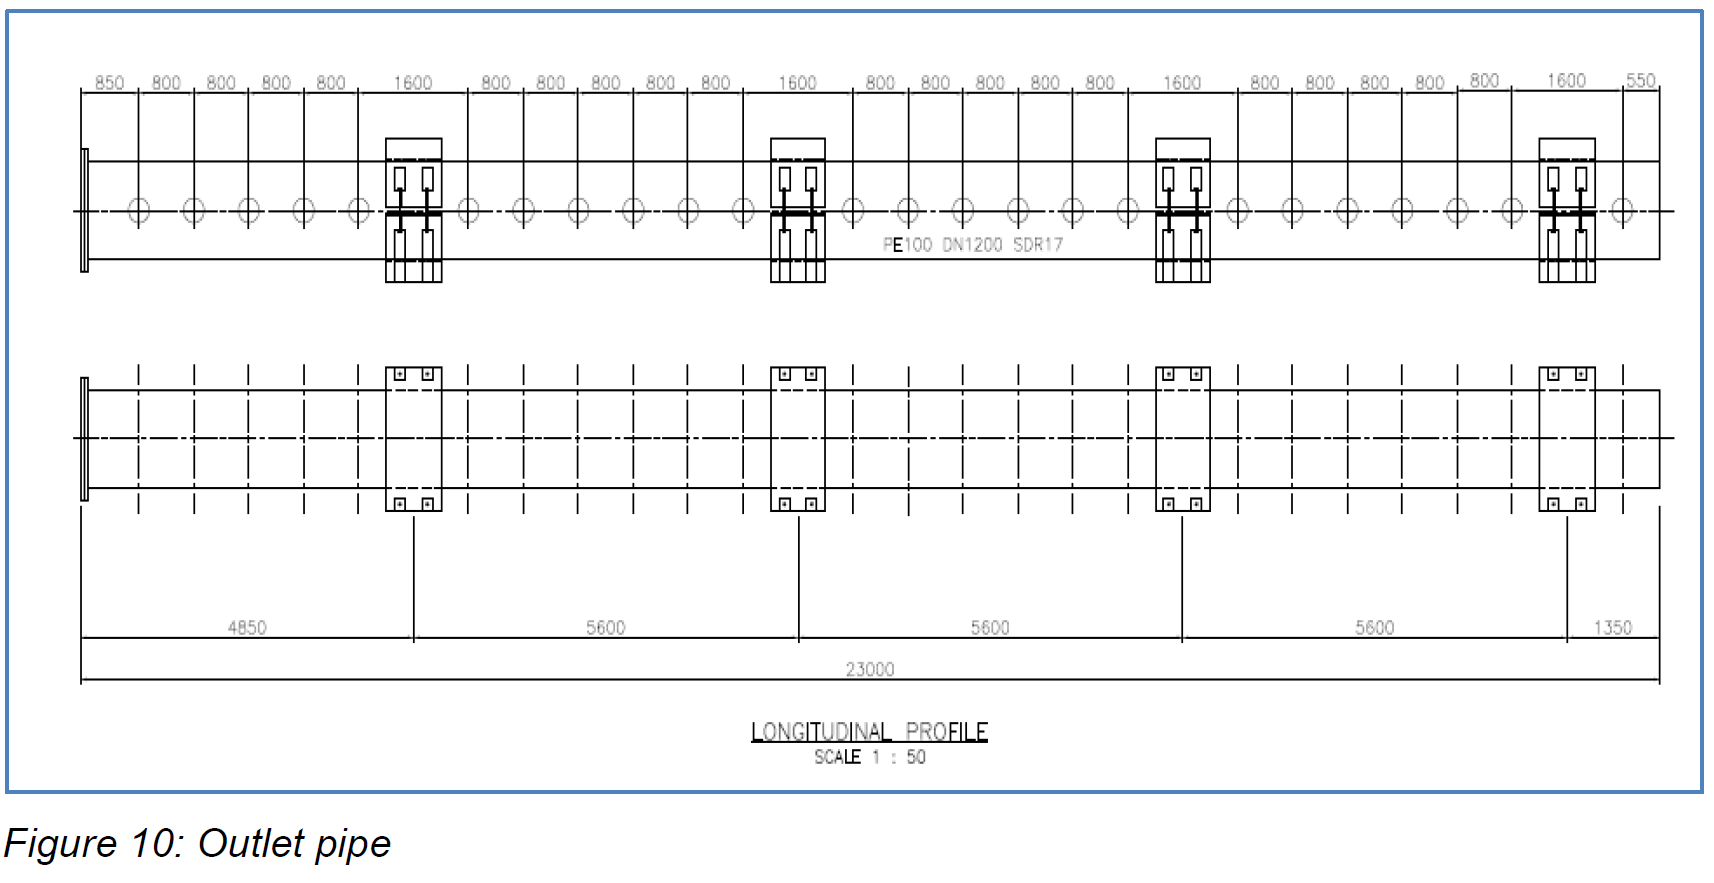 850 800 800 800 800 1600 800 800 800 800 800 1600 800 800 800 800 800 1600 800 800 800 800 800 1600 550
PE100 DN1200 SDR17
4850 5600 5600 5600 1350
23000
LONGITUDINAL PROFILE
SCALE 1 : 50
Figure 10: Outlet pipe